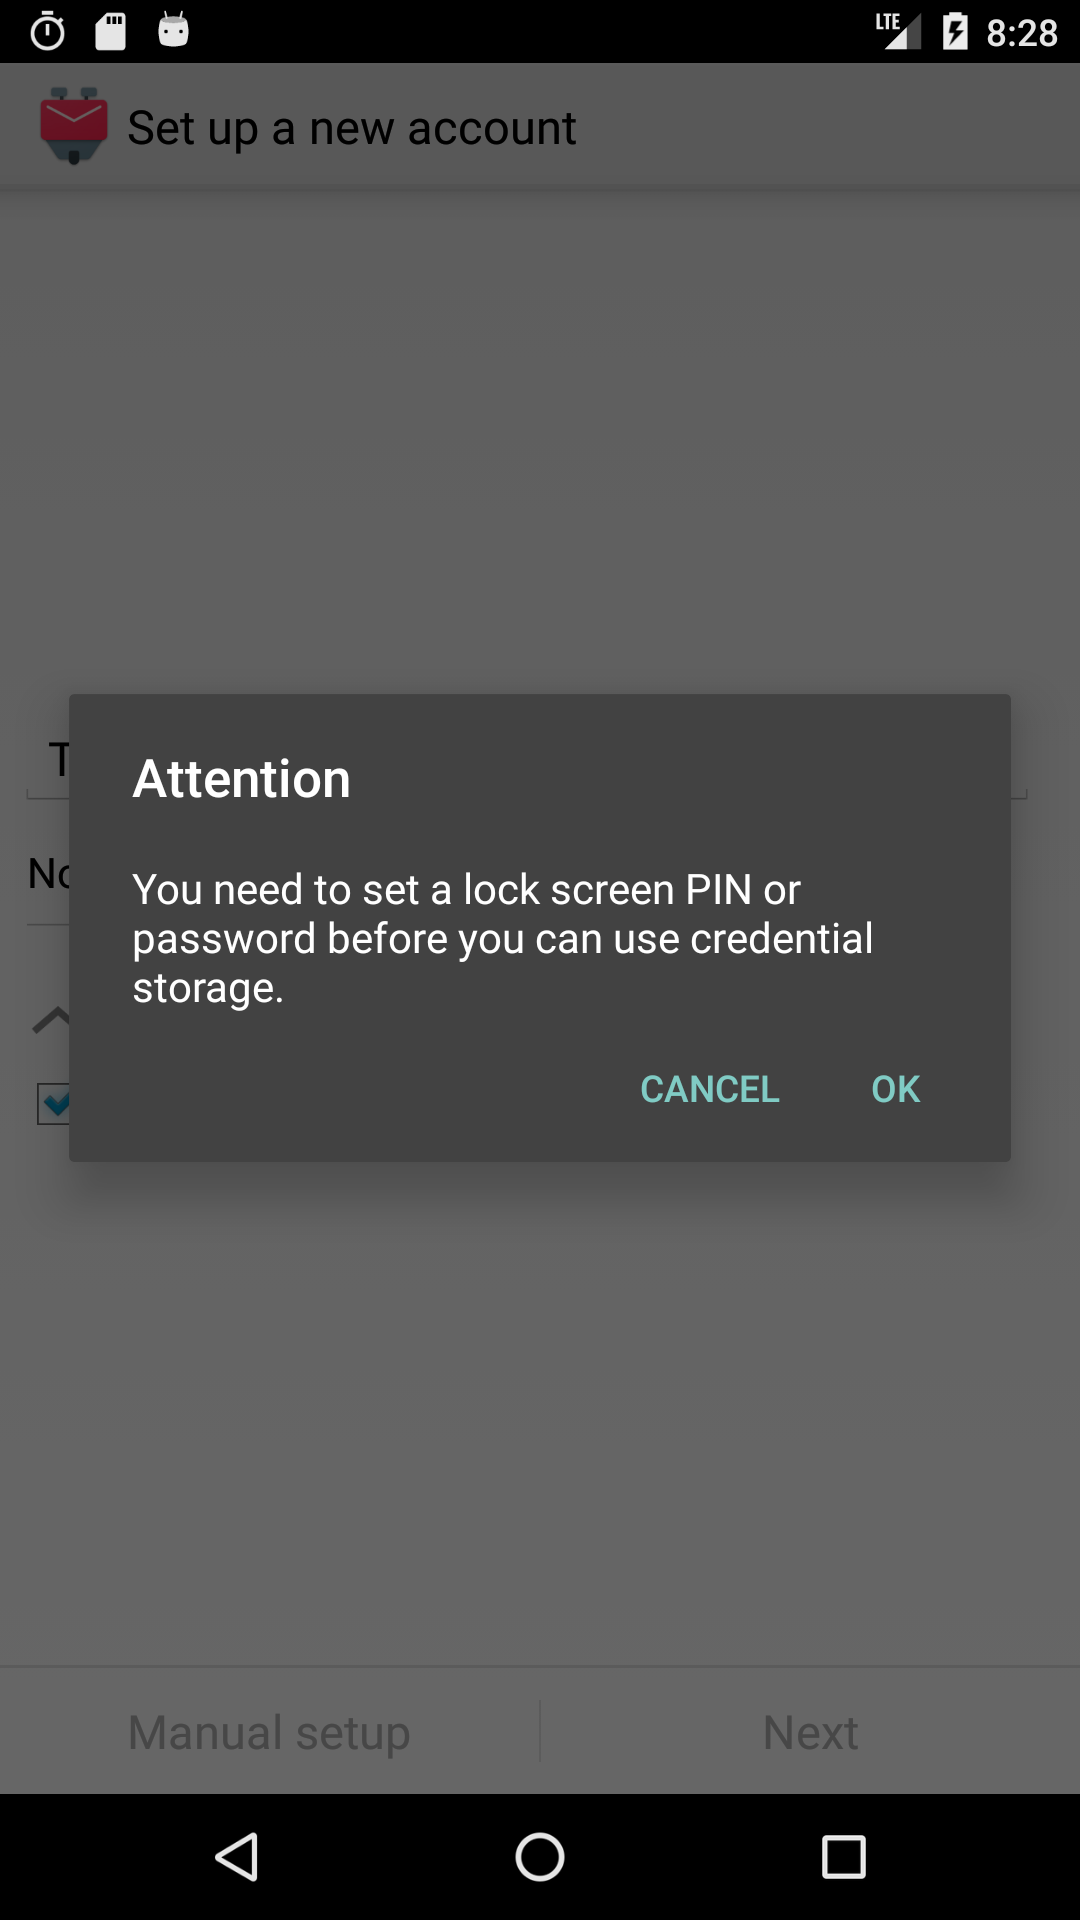 LTE 8:28
Set up a new account
Attention
You need to set a lock screen PIN or
password before you can use credential
storage.
CANCEL OK
Manual setup Next